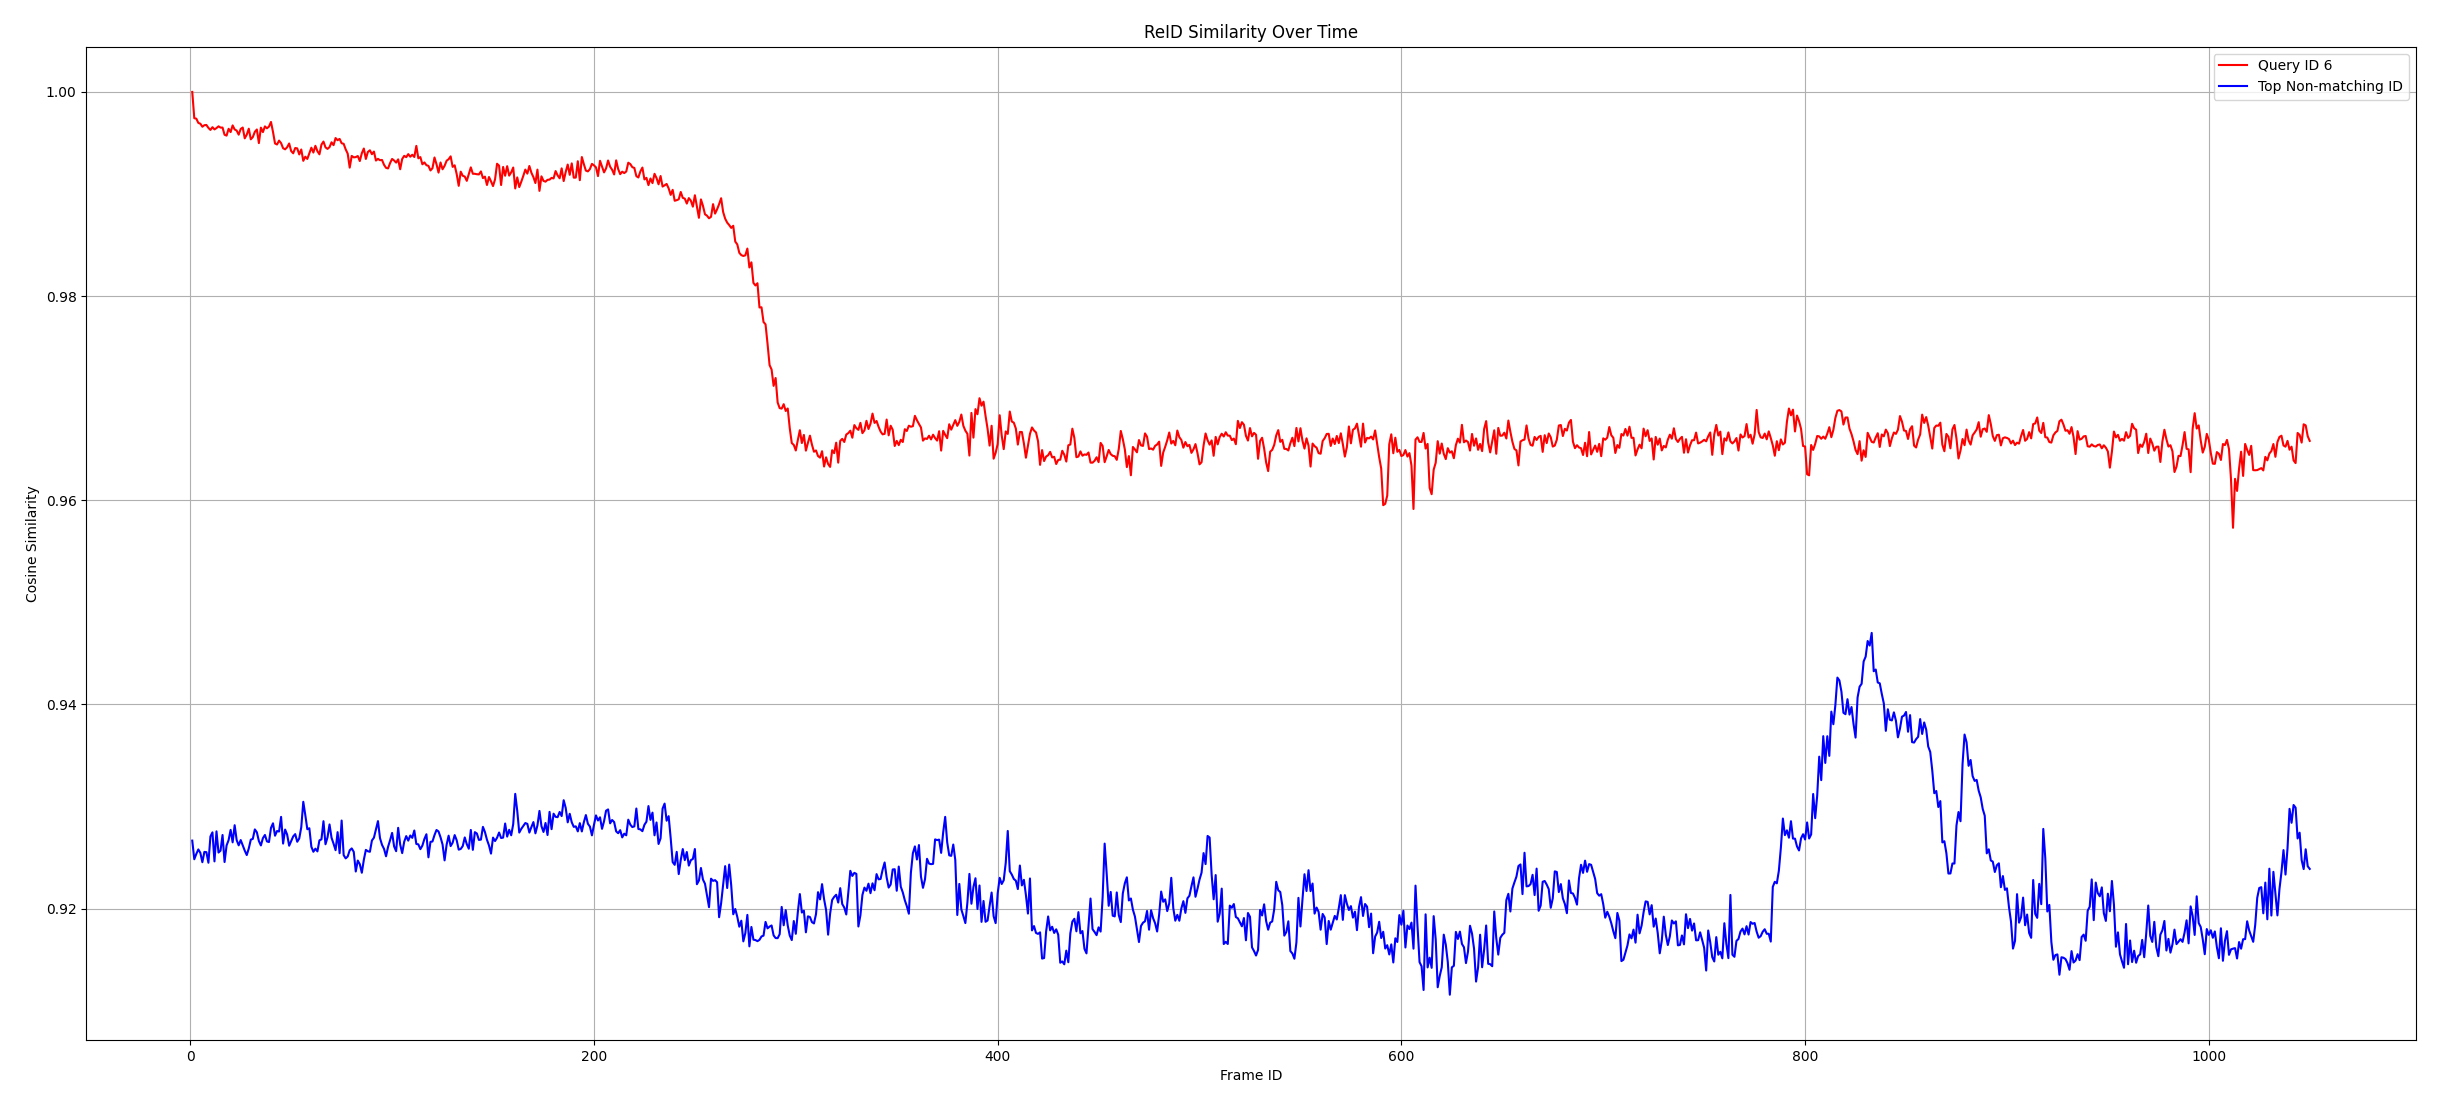 ReID Similarity Over Time
Query ID 6
Top Non-matching ID
Cosine Similarity
1.00
0.98
0.96
0.94
0.92
0
200
400
600
800
1000
Frame ID